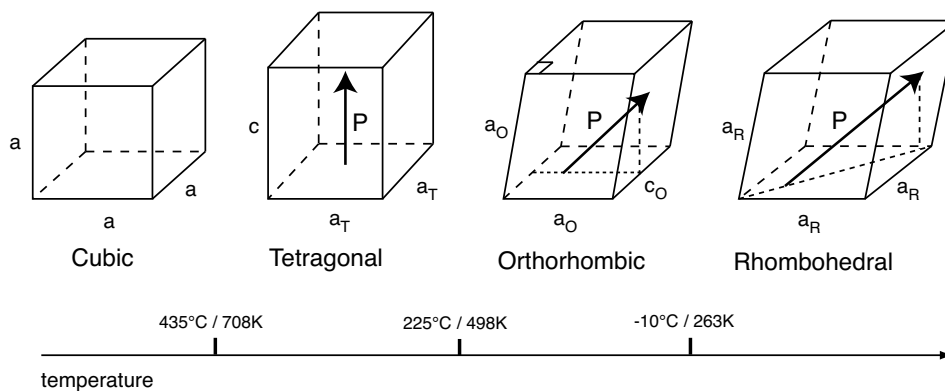 a
a
a
Cubic
c
P
a_T
a_T
Tetragonal
a_O
P
c_O
a_O
Orthorhombic
a_R
P
a_R
a_R
Rhombohedral
435°C / 708K
225°C / 498K
-10°C / 263K
temperature